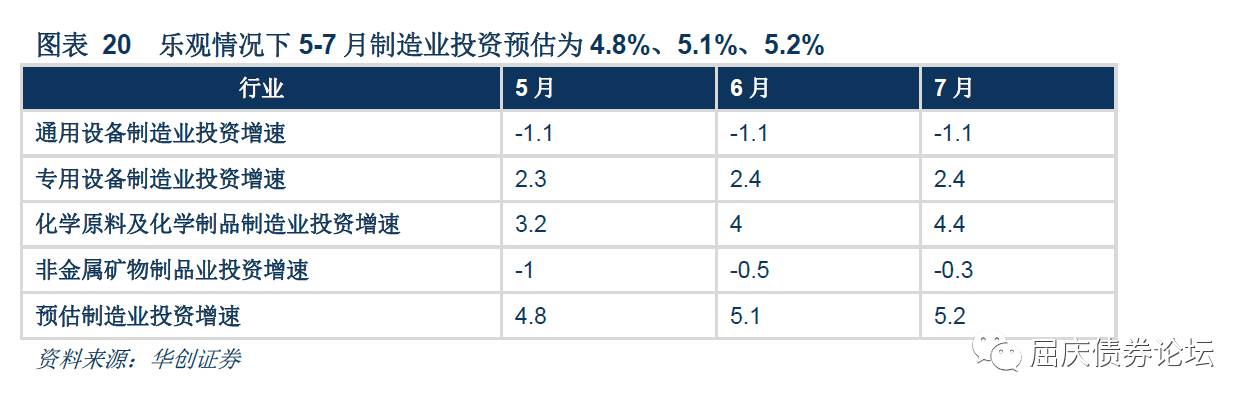 图表 20 乐观情况下 5-7 月制造业投资预估为 4.8%、5.1%、5.2%
行业 5 月 6 月 7 月
通用设备制造业投资增速 -1.1 -1.1 -1.1
专用设备制造业投资增速 2.3 2.4 2.4
化学原料及化学制品制造业投资增速 3.2 4 4.4
非金属矿物制品业投资增速 -1 -0.5 -0.3
预估制造业投资增速 4.8 5.1 5.2
资料来源：华创证券
屈庆债券论坛